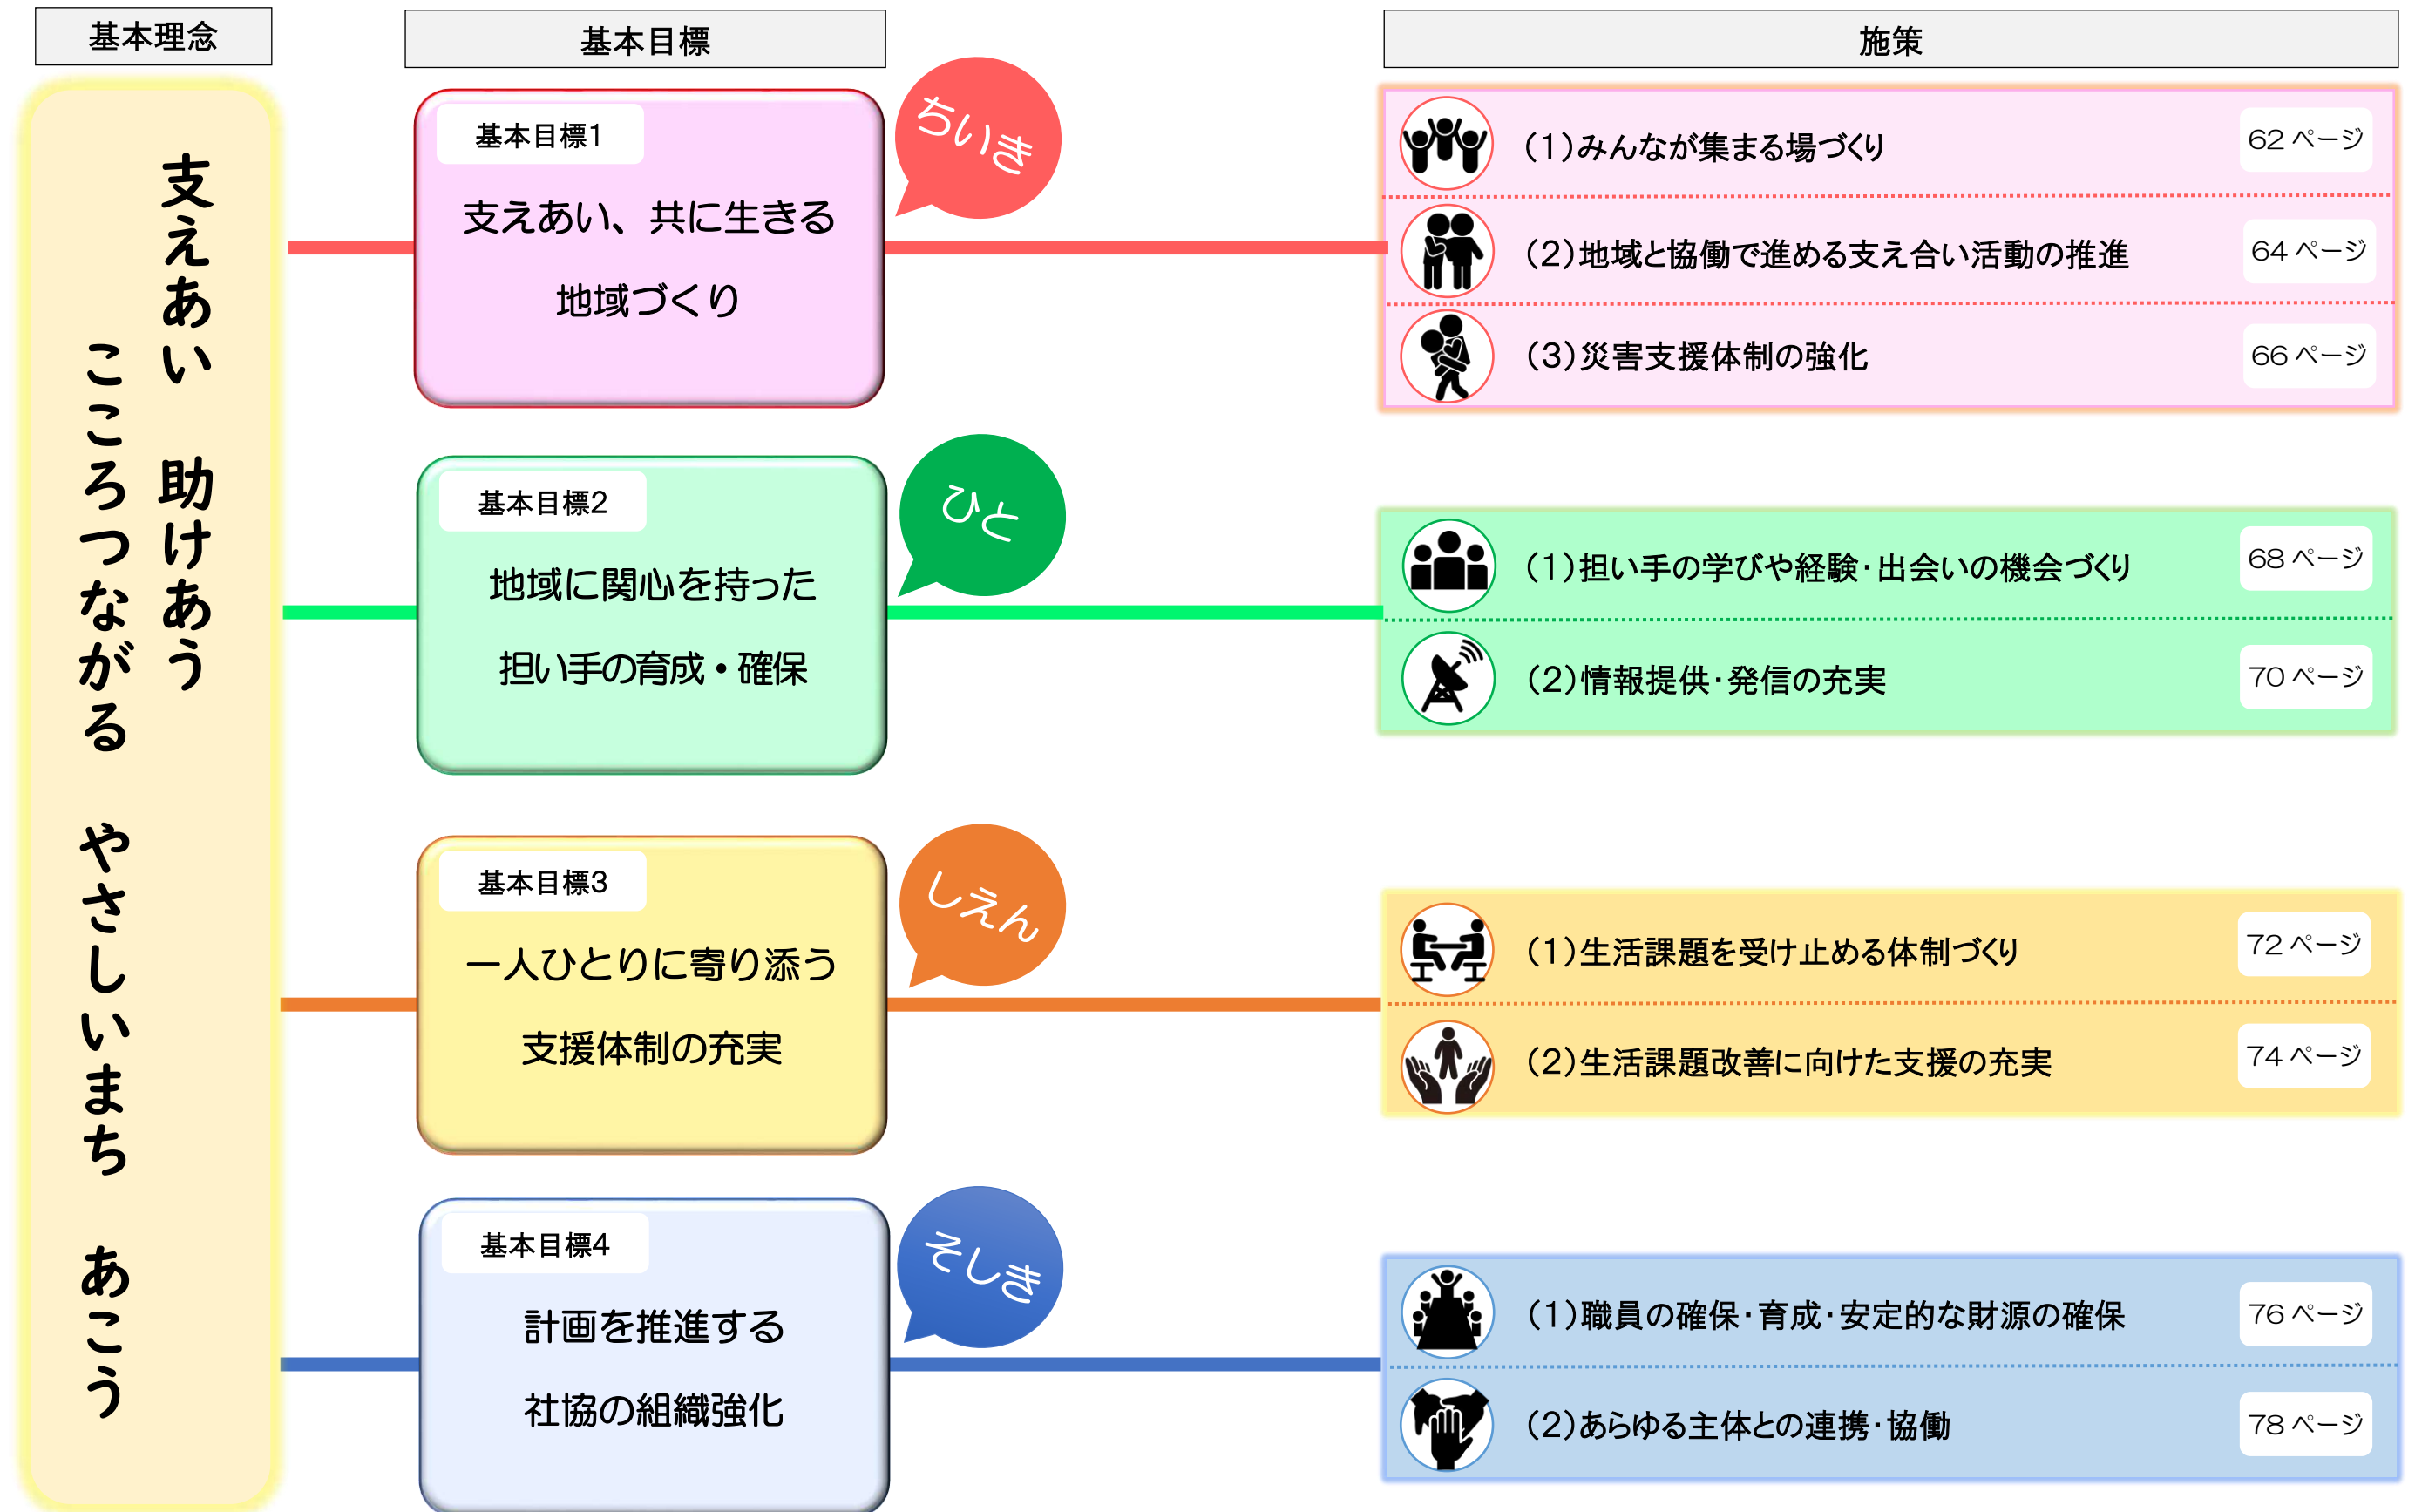 基本理念
基本目標
施策
支えあい　助けあう
こころつながる　やさしいまち　あこう
基本目標1
支えあい、共に生きる
地域づくり
ちいき
（1）みんなが集まる場づくり
62 ページ
（2）地域と協働で進める支え合い活動の推進
64 ページ
（3）災害支援体制の強化
66 ページ
基本目標2
地域に関心を持った
担い手の育成・確保
ひと
（1）担い手の学びや経験・出会いの機会づくり
68 ページ
（2）情報提供・発信の充実
70 ページ
基本目標3
一人ひとりに寄り添う
支援体制の充実
しえん
（1）生活課題を受け止める体制づくり
72 ページ
（2）生活課題改善に向けた支援の充実
74 ページ
基本目標4
計画を推進する
社協の組織強化
そしき
（1）職員の確保・育成・安定的な財源の確保
76 ページ
（2）あらゆる主体との連携・協働
78 ページ